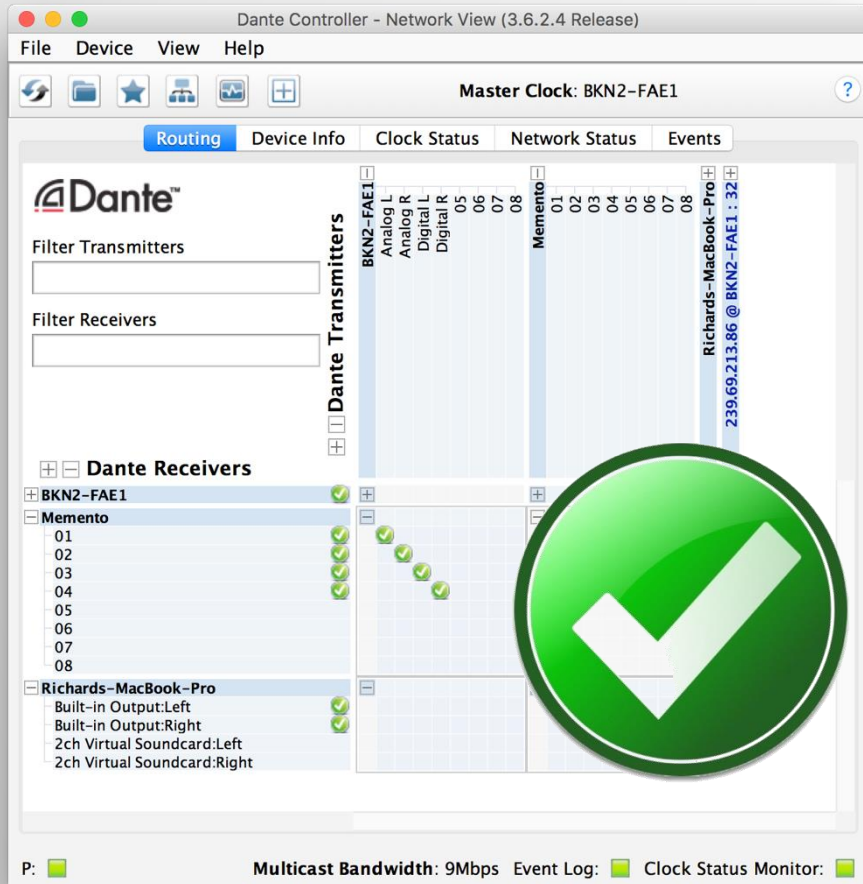 Dante Controller - Network View (3.6.2.4 Release)
File Device View Help
Master Clock: BKN2-FAE1
?
Routing Device Info Clock Status Network Status Events
Dante™
Filter Transmitters
Filter Receivers
Dante Transmitters
BKN2-FAE1
Analog L
Analog R
Digital L
Digital R
05
06
07
08
Memento
01
02
03
04
05
06
07
08
Richards-MacBook-Pro
239.69.213.86 @ BKN2-FAE1 : 32
Dante Receivers
BKN2-FAE1
Memento
01
02
03
04
05
06
07
08
Richards-MacBook-Pro
Built-in Output:Left
Built-in Output:Right
2ch Virtual Soundcard:Left
2ch Virtual Soundcard:Right
P: Multicast Bandwidth: 9Mbps Event Log: Clock Status Monitor: